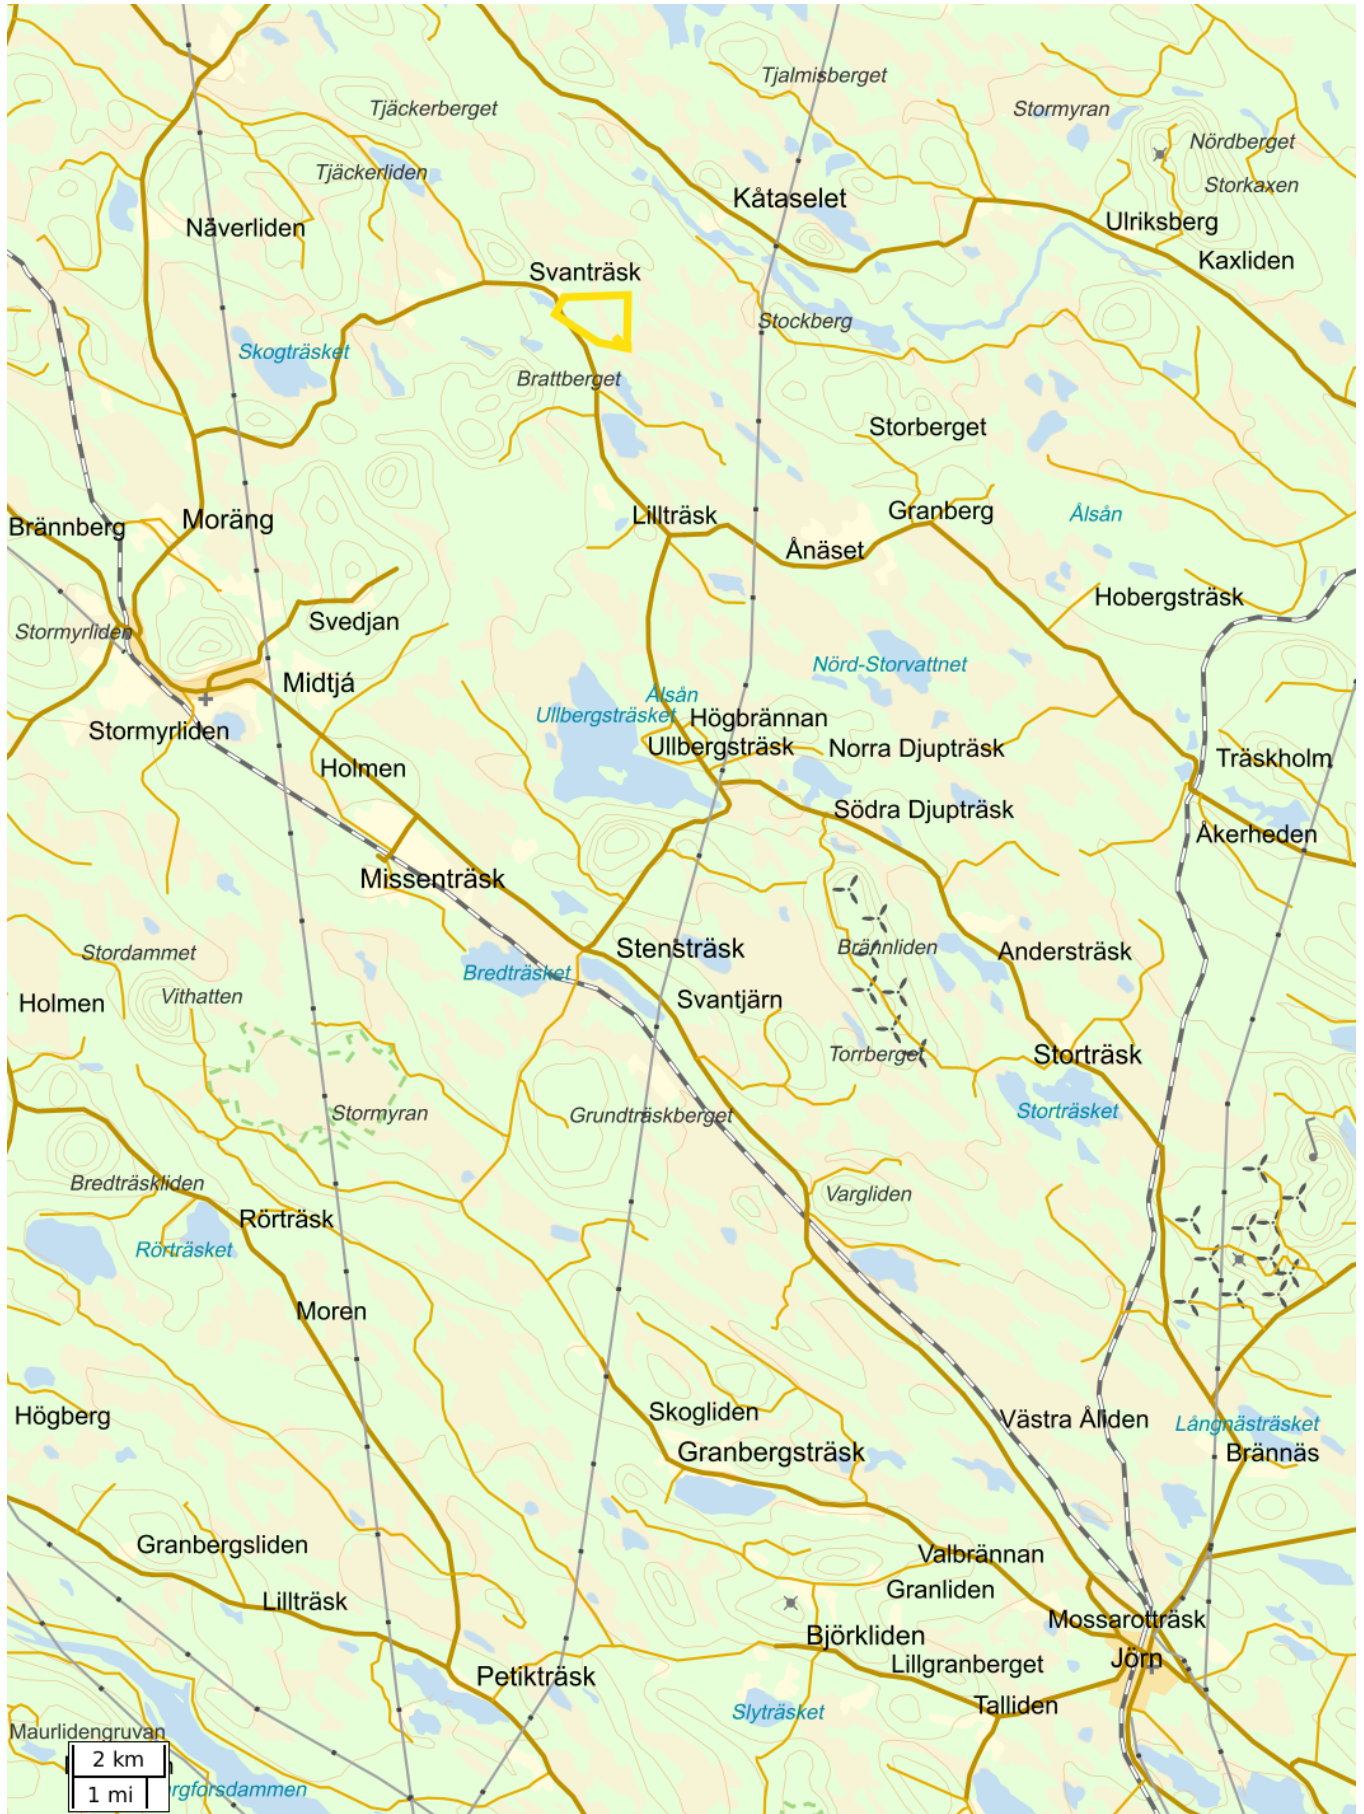 Tjalmisberget
Tjäckerberget
Stormyran
Nördberget
Tjäckerliden
Storkaxen
Kåtaselet
Näverliden
Ulriksberg
Kaxliden
Svanträsk
Stockberg
Skogträsket
Brattberget
Storberget
Granberg
Ålsån
Lillträsk
Moräng
Brännberg
Ånäset
Hobergsträsk
Svedjan
Stormyrliden
Nörd-Storvattnet
Midtjá
Ålsån
Ullbergsträsket
Högbrännan
Stormyrliden
Ullbergsträsk
Norra Djupträsk
Träskholm
Holmen
Södra Djupträsk
Åkerheden
Missenträsk
Stensträsk
Brännliden
Andersträsk
Stordammet
Bredträsket
Vithatten
Holmen
Svantjärn
Torrberget
Storträsk
Stormyran
Grundträskberget
Storträsket
Bredträskliden
Vargliden
Rörträsk
Rörträsket
Moren
Skogliden
Högberg
Västra Åliden
Långnästräsket
Granbergsträsk
Brännäs
Granbergsliden
Valbrännan
Granliden
Lillträsk
Mossarotträsk
Björkliden
Jörn
Lillgranberget
Petikträsk
Talliden
Slyträsket
Maurlidengruvan
2 km
1 mi
rgforsdammen